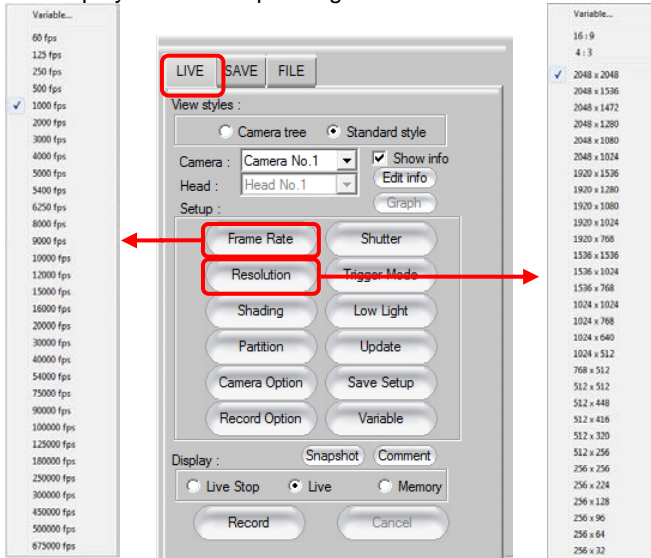 Variable...
60 fps
125 fps
250 fps
500 fps
1000 fps
2000 fps
3000 fps
4000 fps
5000 fps
5400 fps
6250 fps
8000 fps
9000 fps
10000 fps
12000 fps
15000 fps
16000 fps
20000 fps
30000 fps
40000 fps
54000 fps
75000 fps
90000 fps
100000 fps
125000 fps
180000 fps
250000 fps
300000 fps
450000 fps
500000 fps
675000 fps
LIVE SAVE FILE
View styles :
Camera tree Standard style
Camera : Camera No.1 Show info
Head : Head No.1 Edit info
Setup : Graph
Frame Rate Shutter
Resolution Trigger Mode
Shading Low Light
Partition Update
Camera Option Save Setup
Record Option Variable
Display : Snapshot Comment
Live Stop Live Memory
Record Cancel
Variable...
16 : 9
4 : 3
2048 x 2048
2048 x 1536
2048 x 1472
2048 x 1280
2048 x 1080
2048 x 1024
1920 x 1536
1920 x 1280
1920 x 1080
1920 x 1024
1920 x 768
1536 x 1536
1536 x 1024
1536 x 768
1024 x 1024
1024 x 768
1024 x 640
1024 x 512
768 x 512
512 x 512
512 x 448
512 x 416
512 x 320
512 x 256
256 x 256
256 x 224
256 x 128
256 x 96
256 x 64
256 x 32